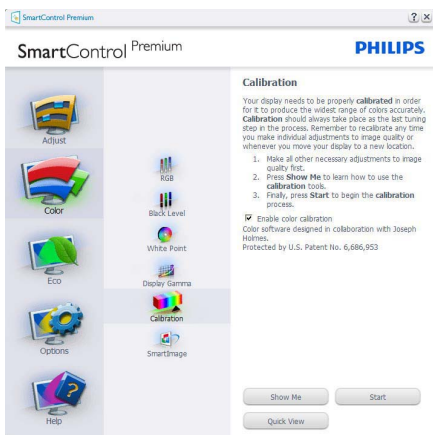 SmartControl Premium
? X
SmartControl Premium
PHILIPS
Adjust
Color
Eco
Options
Help
RGB
Black Level
White Point
Display Gamma
Calibration
SmartImage
Calibration
Your display needs to be properly calibrated in order
for it to produce the widest range of colors accurately.
Calibration should always take place as the last tuning
step in the process. Remember to recalibrate any time
you make individual adjustments to image quality or
whenever you move your display to a new location.
1. Make all other necessary adjustments to image
quality first.
2. Press Show Me to learn how to use the
calibration tools.
3. Finally, press Start to begin the calibration
process.
Enable color calibration
Color software designed in colaboration with Joseph
Holmes.
Protected by U.S. Patent No. 6,686,953
Show Me
Start
Quick View